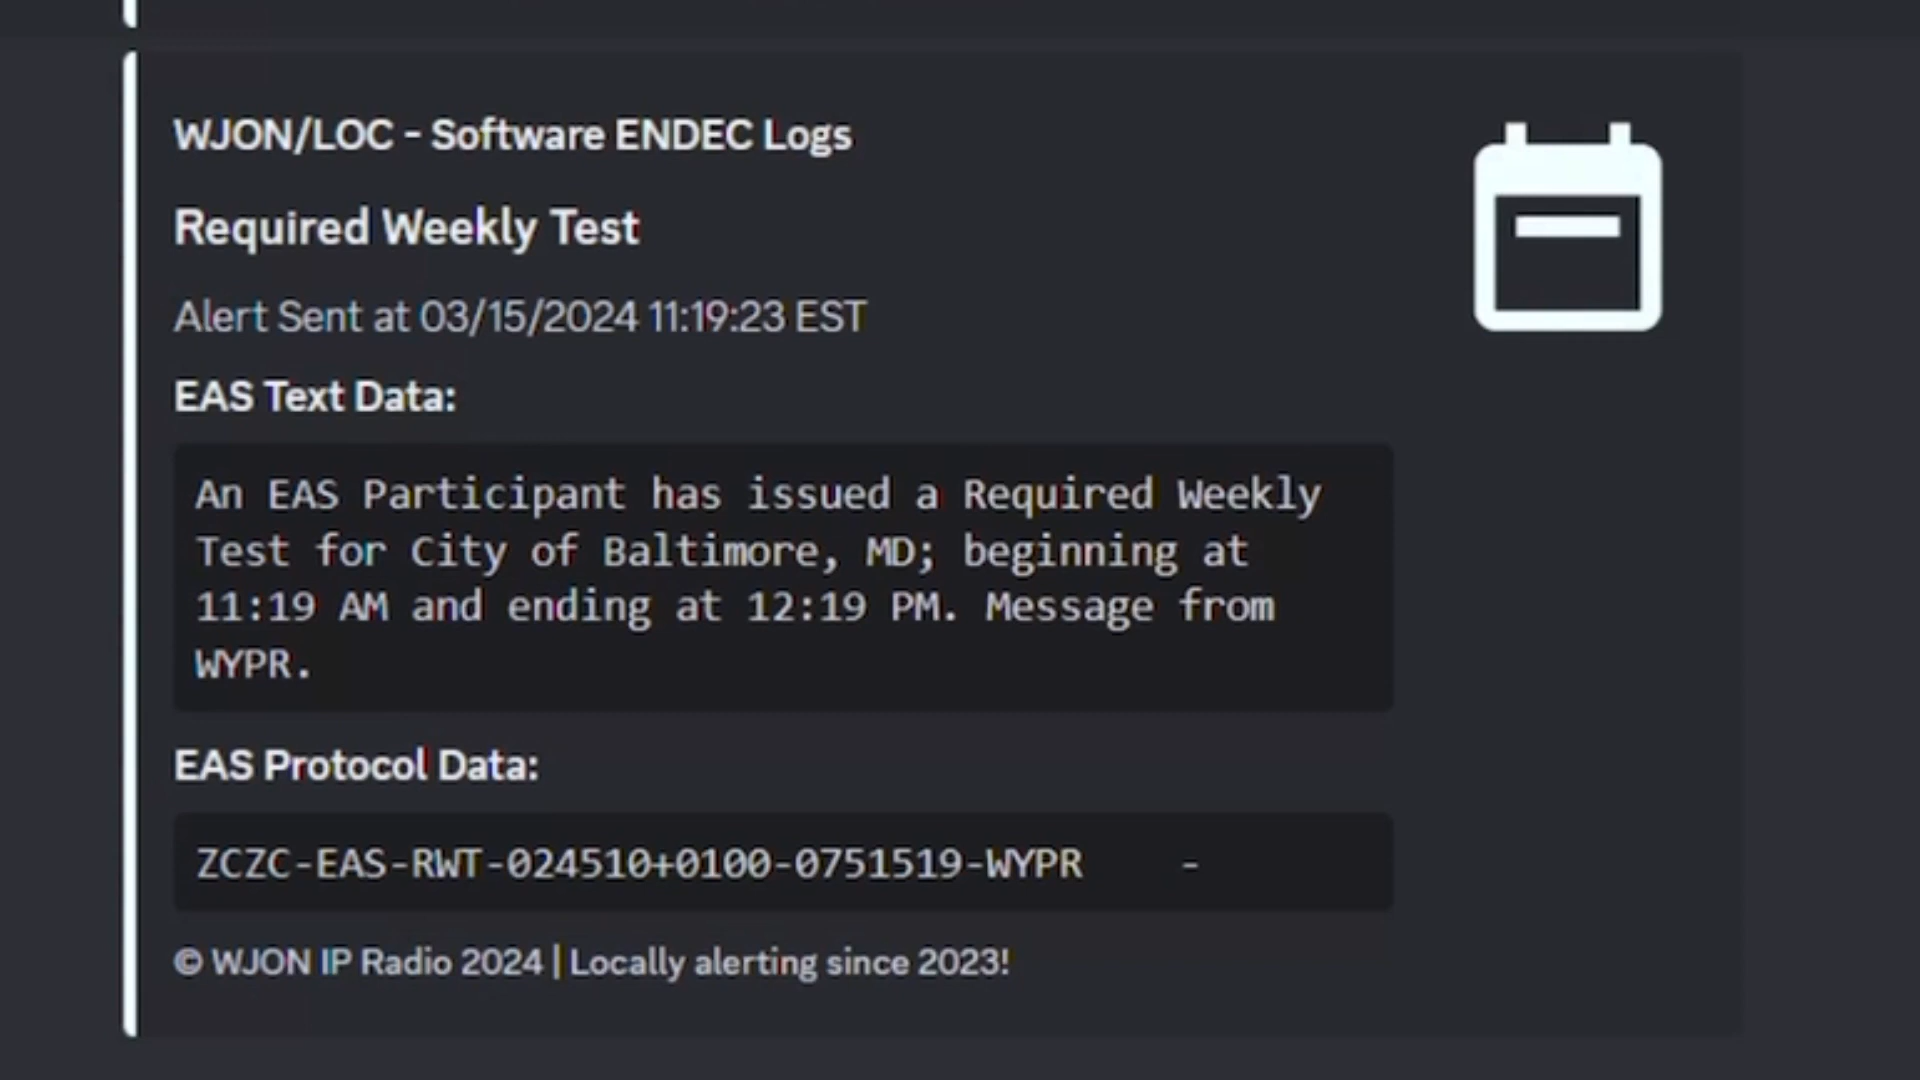 WJON/LOC - Software ENDEC Logs
Required Weekly Test
Alert Sent at 03/15/2024 11:19:23 EST
EAS Text Data:
An EAS Participant has issued a Required Weekly
Test for City of Baltimore, MD; beginning at
11:19 AM and ending at 12:19 PM. Message from
WYPR.
EAS Protocol Data:
ZCZC-EAS-RWT-024510+0100-0751519-WYPR    -
© WJON IP Radio 2024 | Locally alerting since 2023!